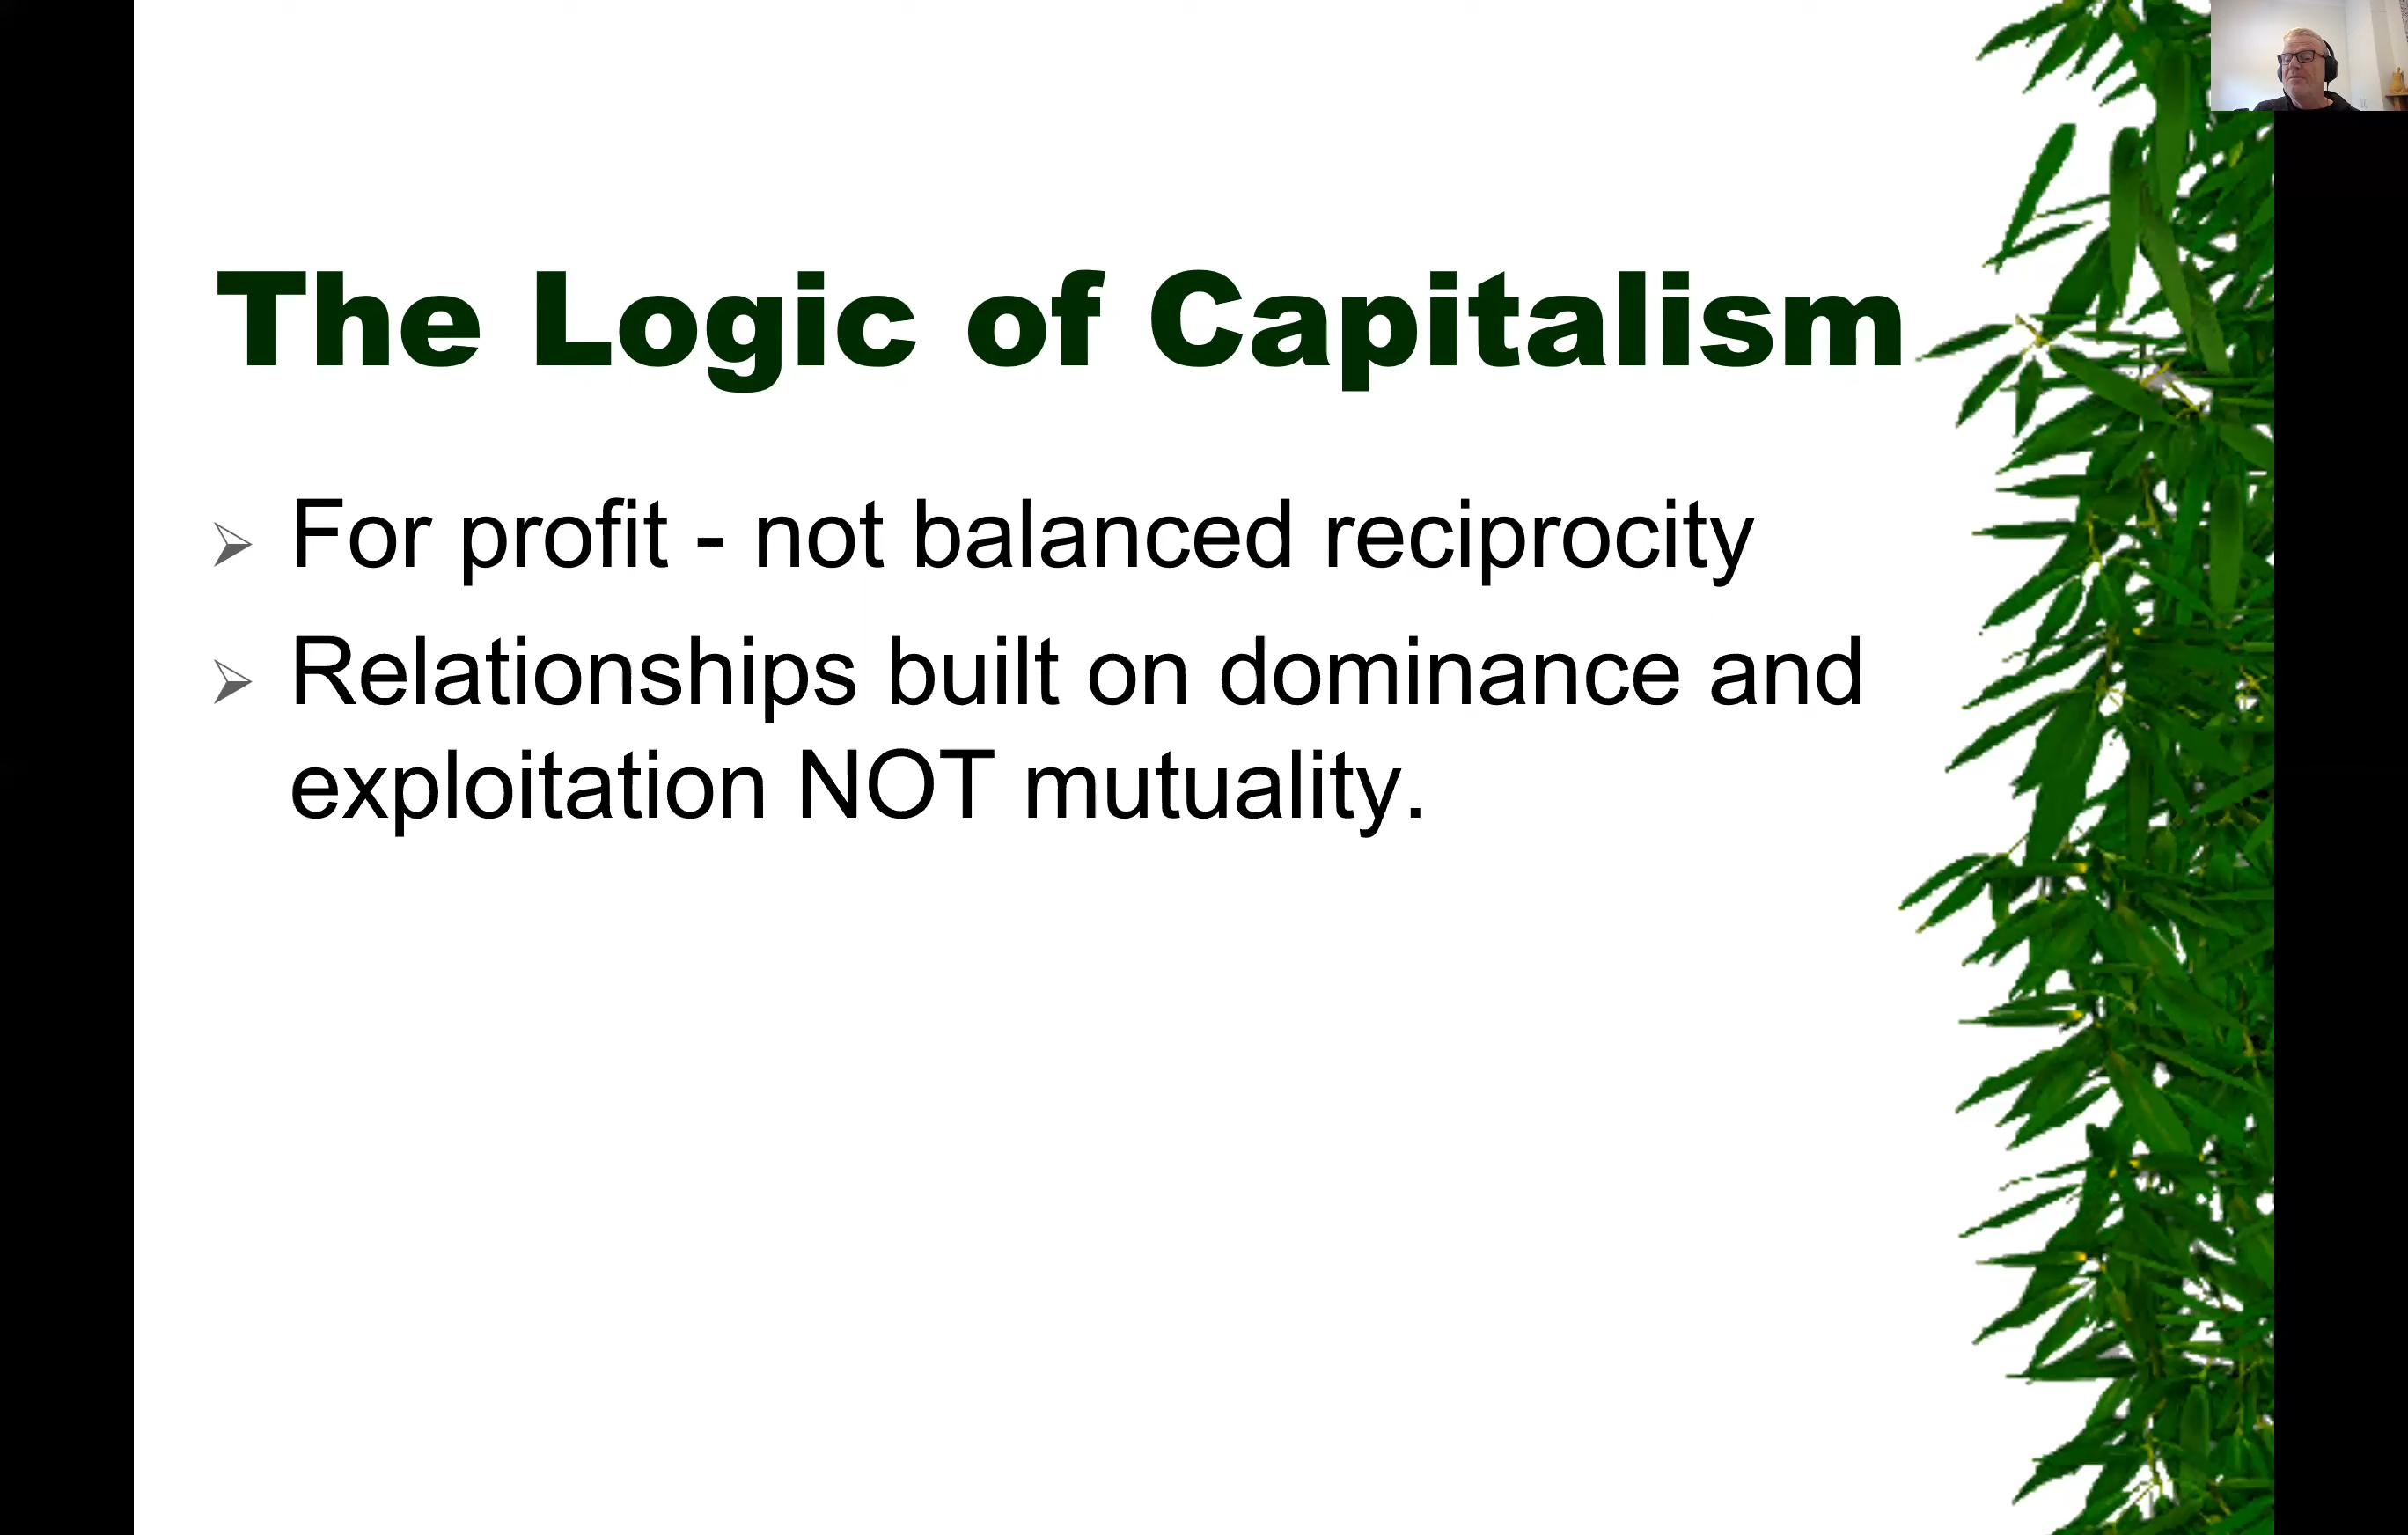 The Logic of Capitalism
For profit - not balanced reciprocity
Relationships built on dominance and
exploitation NOT mutuality.